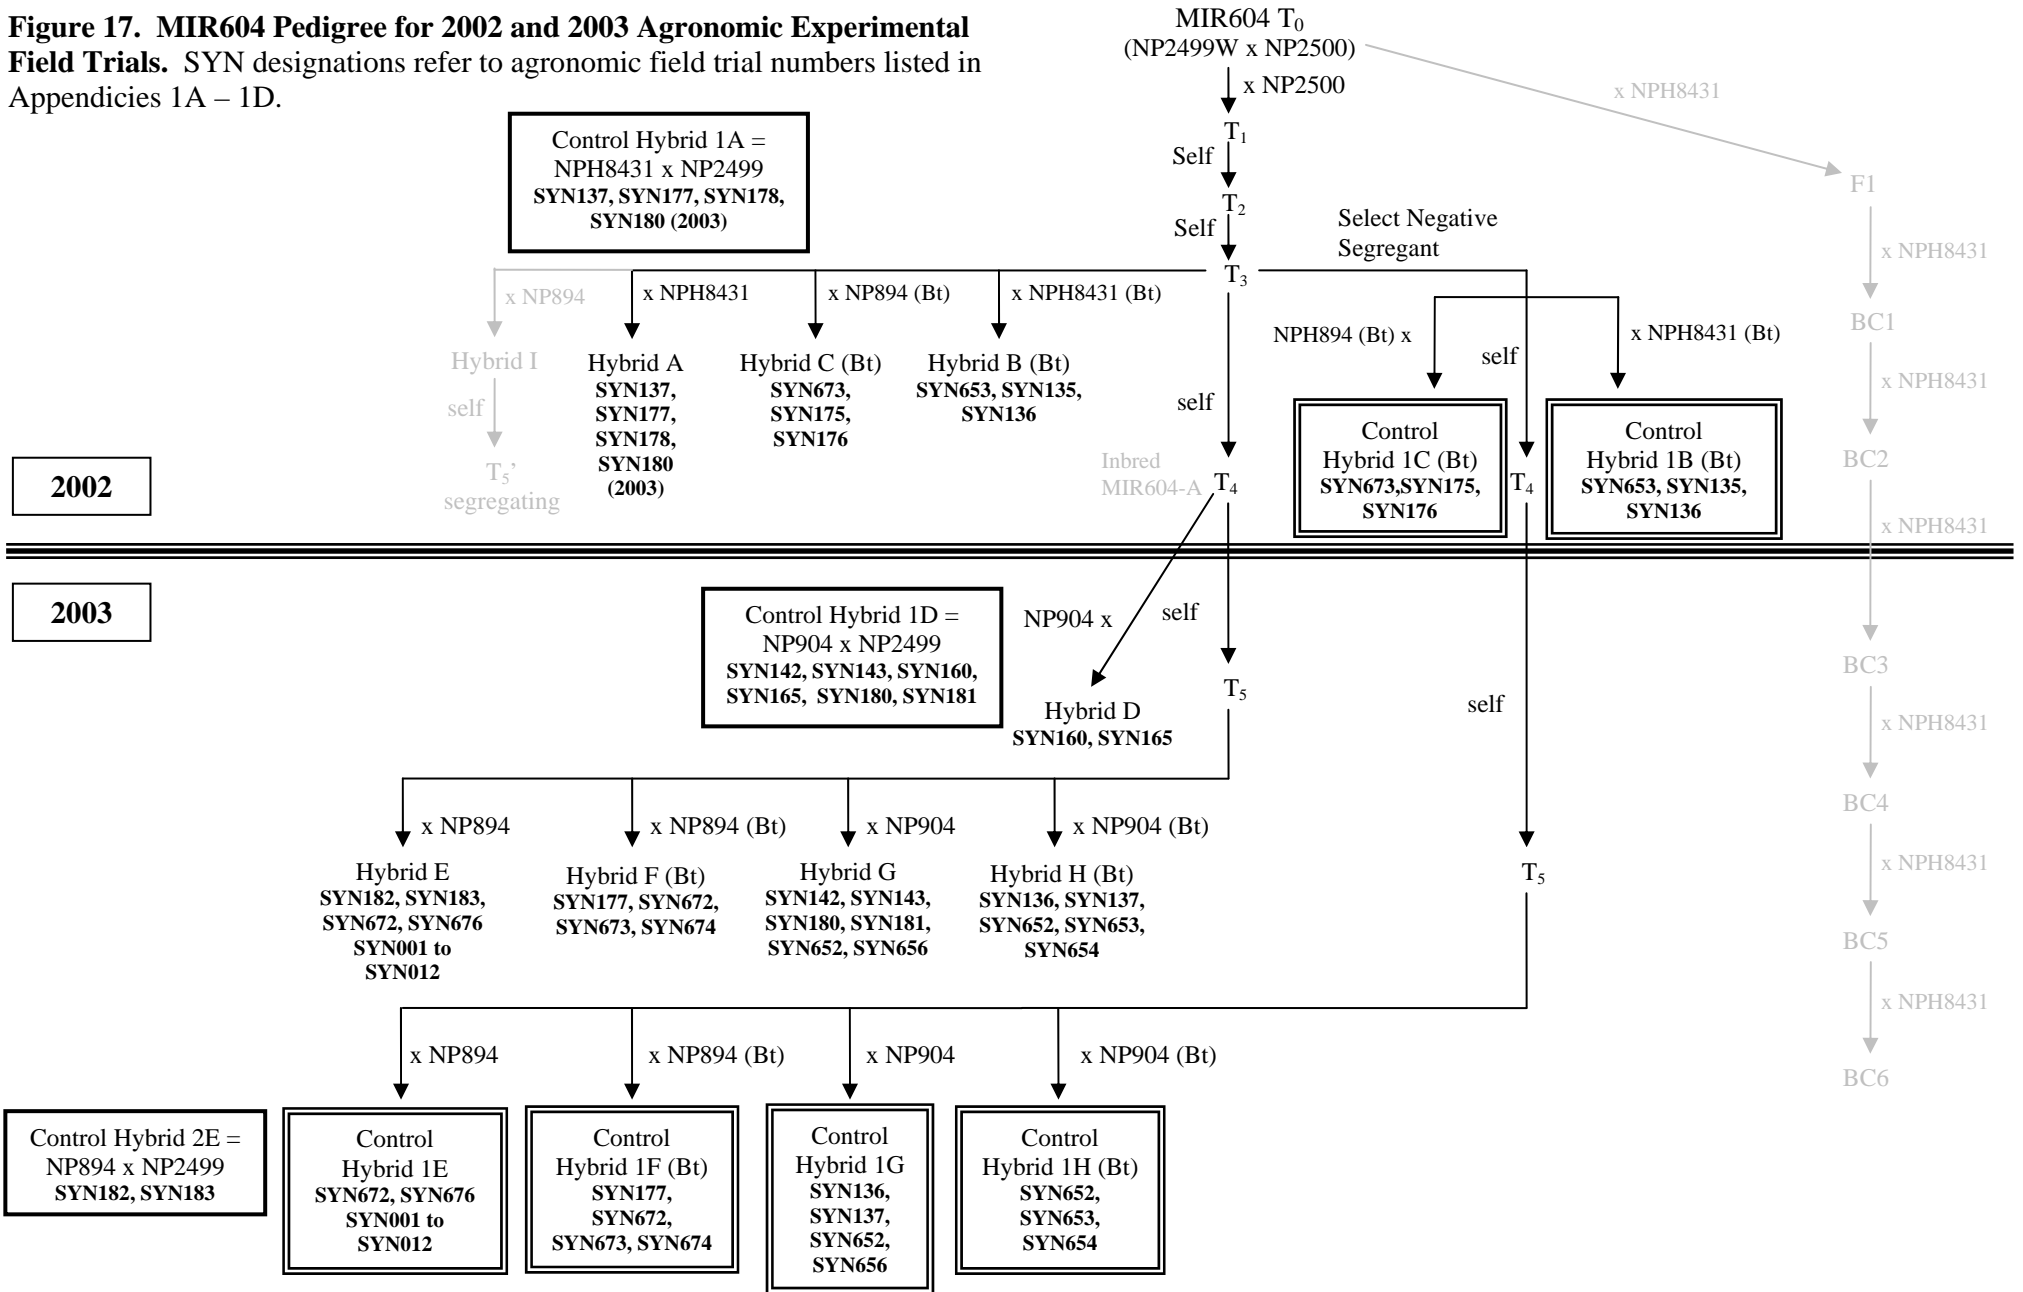 Figure 17. MIR604 Pedigree for 2002 and 2003 Agronomic Experimental
Field Trials. SYN designations refer to agronomic field trial numbers listed in
Appendicies 1A – 1D.
MIR604 T₀
(NP2499W x NP2500)
x NP2500
x NPH8431
T₁
Self
T₂
Self
T₃
Select Negative
Segregant
Control Hybrid 1A =
NPH8431 x NP2499
SYN137, SYN177, SYN178,
SYN180 (2003)
F1
x NPH8431
BC1
x NPH8431
BC2
x NPH8431
x NP894
x NPH8431
x NP894 (Bt)
x NPH8431 (Bt)
Hybrid I
self
T₅’
segregating
Hybrid A
SYN137,
SYN177,
SYN178,
SYN180
(2003)
Hybrid C (Bt)
SYN673,
SYN175,
SYN176
Hybrid B (Bt)
SYN653, SYN135,
SYN136
self
Inbred
MIR604-A
T₄
NPH894 (Bt) x
self
x NPH8431 (Bt)
Control
Hybrid 1C (Bt)
SYN673,SYN175,
SYN176
T₄
Control
Hybrid 1B (Bt)
SYN653, SYN135,
SYN136
2002
2003
Control Hybrid 1D =
NP904 x NP2499
SYN142, SYN143, SYN160,
SYN165, SYN180, SYN181
NP904 x
self
T₅
Hybrid D
SYN160, SYN165
self
BC3
x NPH8431
BC4
x NPH8431
BC5
x NPH8431
BC6
x NP894
x NP894 (Bt)
x NP904
x NP904 (Bt)
Hybrid E
SYN182, SYN183,
SYN672, SYN676
SYN001 to
SYN012
Hybrid F (Bt)
SYN177, SYN672,
SYN673, SYN674
Hybrid G
SYN142, SYN143,
SYN180, SYN181,
SYN652, SYN656
Hybrid H (Bt)
SYN136, SYN137,
SYN652, SYN653,
SYN654
T₅
x NP894
x NP894 (Bt)
x NP904
x NP904 (Bt)
Control Hybrid 2E =
NP894 x NP2499
SYN182, SYN183
Control
Hybrid 1E
SYN672, SYN676
SYN001 to
SYN012
Control
Hybrid 1F (Bt)
SYN177,
SYN672,
SYN673, SYN674
Control
Hybrid 1G
SYN136,
SYN137,
SYN652,
SYN656
Control
Hybrid 1H (Bt)
SYN652,
SYN653,
SYN654